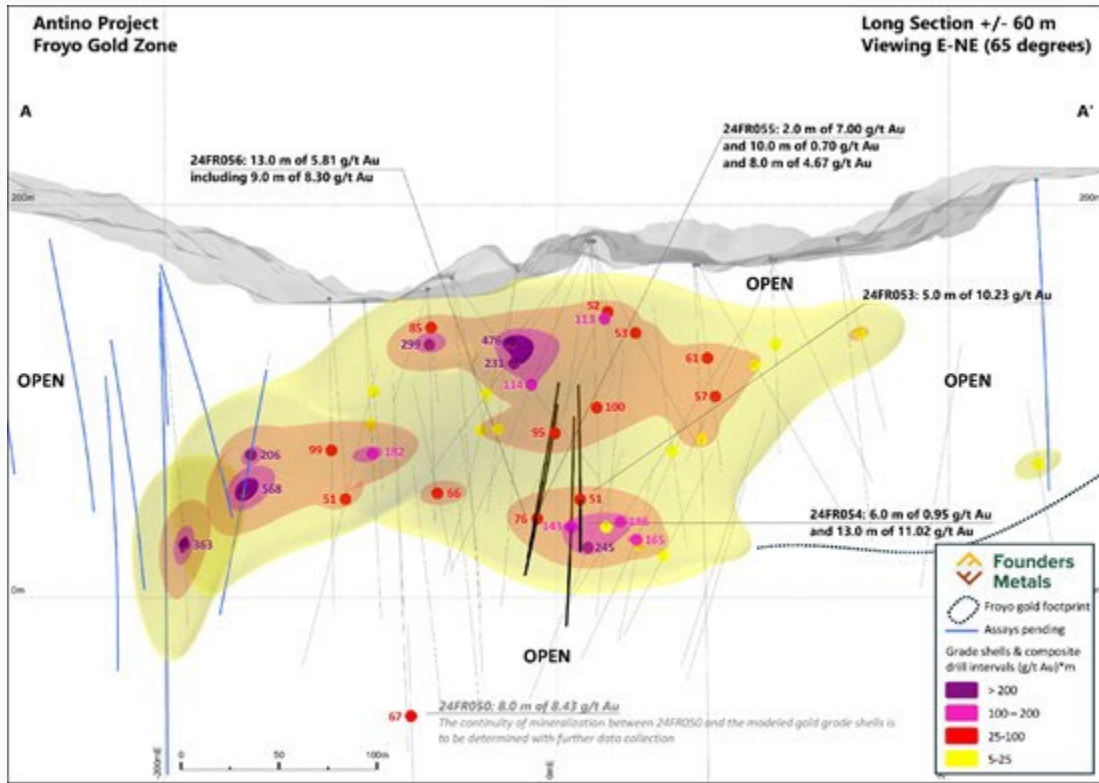 Antino Project
Froyo Gold Zone
Long Section +/- 60 m
Viewing E-NE (65 degrees)
A
A'
24FR055: 2.0 m of 7.00 g/t Au
and 10.0 m of 0.70 g/t Au
and 8.0 m of 4.67 g/t Au
24FR056: 13.0 m of 5.81 g/t Au
including 9.0 m of 8.30 g/t Au
200m
200m
OPEN
24FR053: 5.0 m of 10.23 g/t Au
52
113
85
53
476
299
231
61
OPEN
OPEN
114
57
100
95
99
182
206
568
51
66
51
76
143
186
165
245
363
24FR054: 6.0 m of 0.95 g/t Au
and 13.0 m of 11.02 g/t Au
0m
OPEN
67
24FR050: 8.0 m of 8.43 g/t Au
The continuity of mineralization between 24FR050 and the modeled gold grade shells is
to be determined with further data collection
0
50
100m
-200mE
0mE
Founders
Metals
Froyo gold footprint
Assays pending
Grade shells & composite
drill intervals (g/t Au)*m
> 200
100 – 200
25-100
5-25